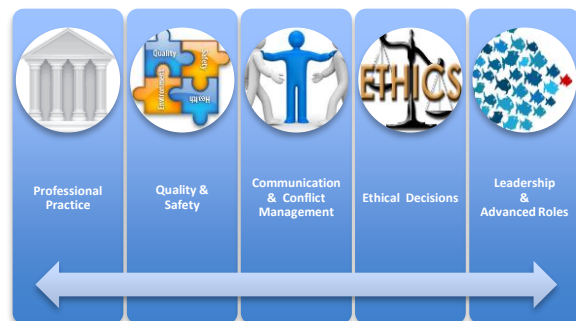 Quality
Safety
Environment
Health
ETHICS
Professional
Practice
Quality &
Safety
Communication
& Conflict
Management
Ethical Decisions
Leadership
&
Advanced Roles